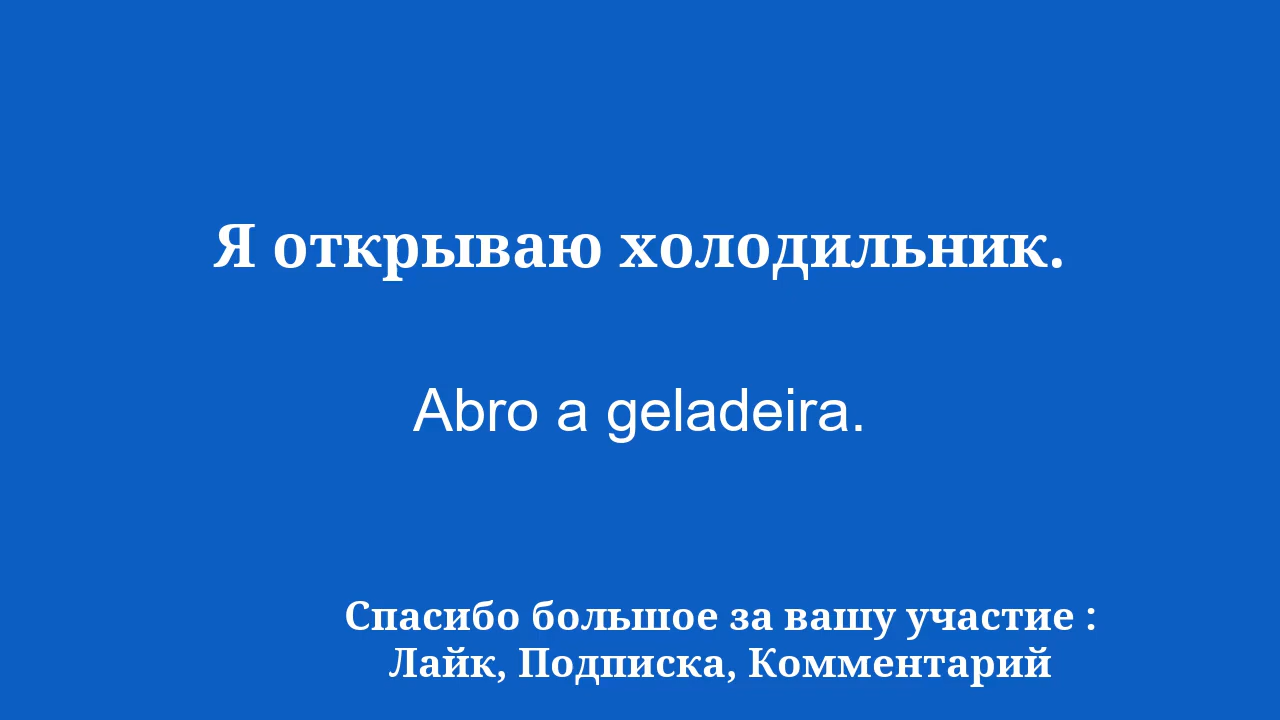 Я открываю холодильник.
Abro a geladeira.
Спасибо большое за вашу участие :
Лайк, Подписка, Комментарий